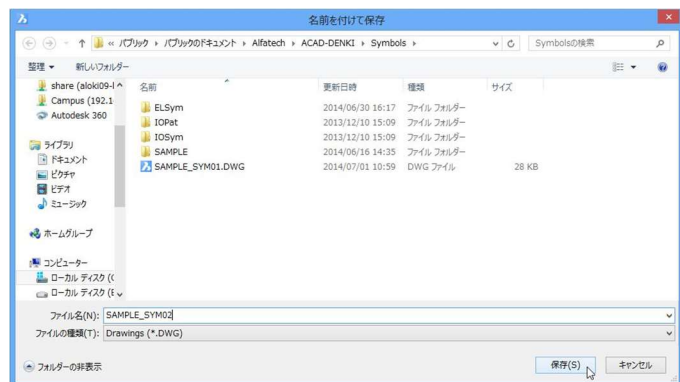 名前を付けて保存
« パブリック ▸ パブリックのドキュメント ▸ Alfatech ▸ ACAD-DENKI ▸ Symbols ▸
Symbolsの検索
整理 新しいフォルダー
share (aloki09-l
Campus (192.1
Autodesk 360
ライブラリ
ドキュメント
ピクチャ
ビデオ
ミュージック
ホームグループ
コンピューター
ローカル ディスク (C
ローカル ディスク (E
名前 更新日時 種類 サイズ
ELSym 2014/06/30 16:17 ファイル フォルダー
IOPat 2013/12/10 15:09 ファイル フォルダー
IOSym 2013/12/10 15:09 ファイル フォルダー
SAMPLE 2014/06/16 14:35 ファイル フォルダー
SAMPLE_SYM01.DWG 2014/07/01 10:59 DWG ファイル 28 KB
ファイル名(N): SAMPLE_SYM02
ファイルの種類(T): Drawings (*.DWG)
フォルダーの非表示
保存(S) キャンセル